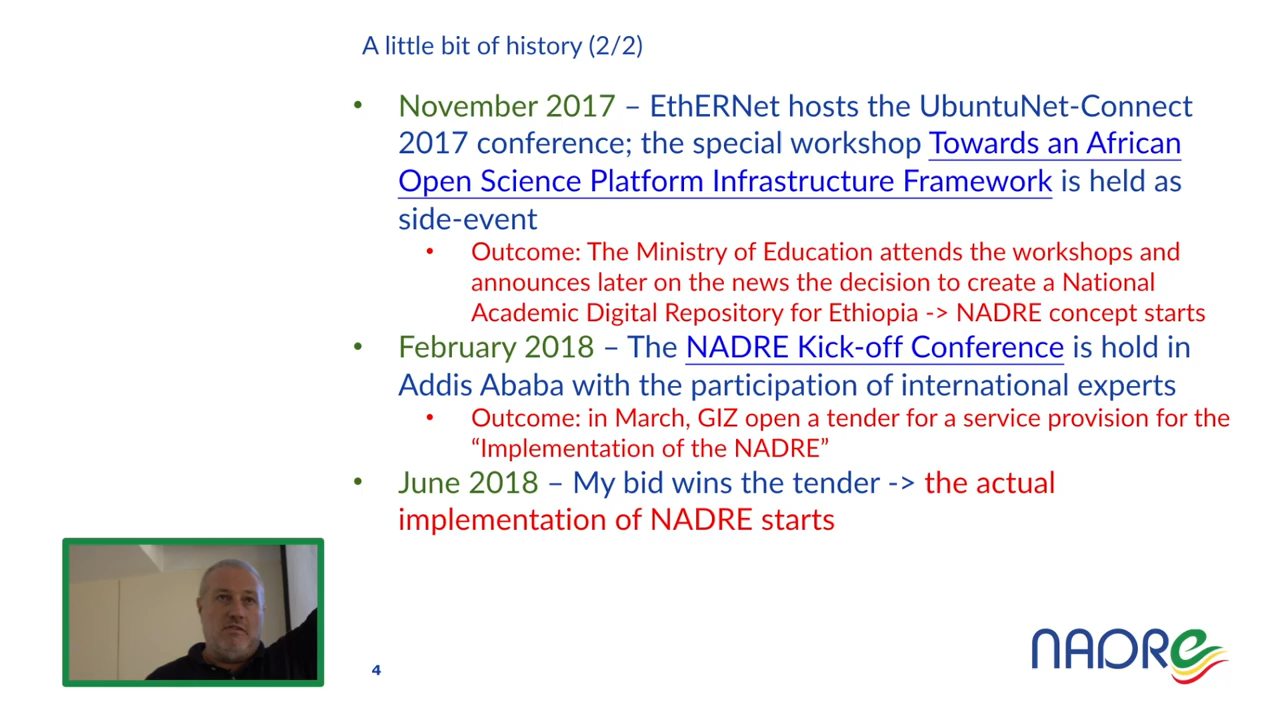 A little bit of history (2/2)
• November 2017 – EthERNet hosts the UbuntuNet-Connect
2017 conference; the special workshop Towards an African
Open Science Platform Infrastructure Framework is held as
side-event
• Outcome: The Ministry of Education attends the workshops and
announces later on the news the decision to create a National
Academic Digital Repository for Ethiopia -> NADRE concept starts
• February 2018 – The NADRE Kick-off Conference is hold in
Addis Ababa with the participation of international experts
• Outcome: in March, GIZ open a tender for a service provision for the
“Implementation of the NADRE”
• June 2018 – My bid wins the tender -> the actual
implementation of NADRE starts
4
NADRe